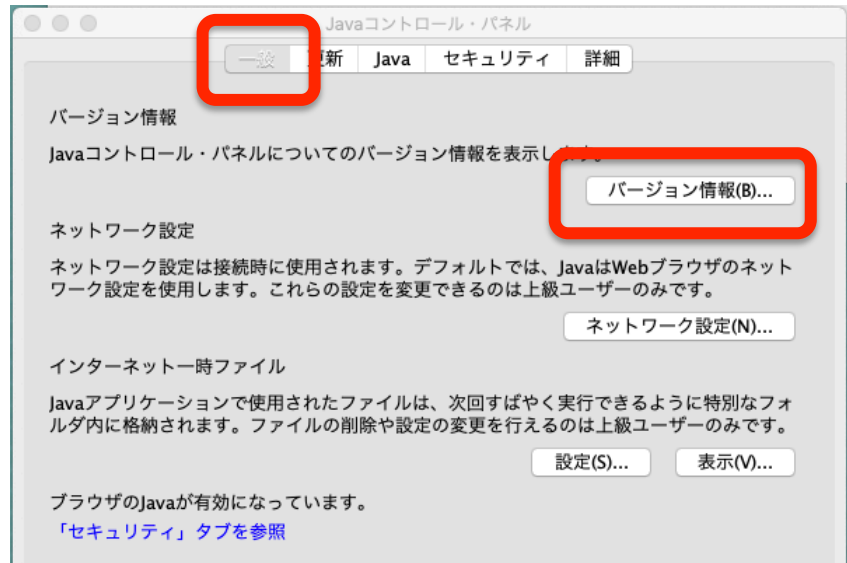 Javaコントロール・パネル
一般 更新 Java セキュリティ 詳細
バージョン情報
Javaコントロール・パネルについてのバージョン情報を表示します。
バージョン情報(B)...
ネットワーク設定
ネットワーク設定は接続時に使用されます。デフォルトでは、JavaはWebブラウザのネット
ワーク設定を使用します。これらの設定を変更できるのは上級ユーザーのみです。
ネットワーク設定(N)...
インターネット一時ファイル
Javaアプリケーションで使用されたファイルは、次回すばやく実行できるように特別なフォ
ルダ内に格納されます。ファイルの削除や設定の変更を行えるのは上級ユーザーのみです。
設定(S)... 表示(V)...
ブラウザのJavaが有効になっています。
「セキュリティ」タブを参照